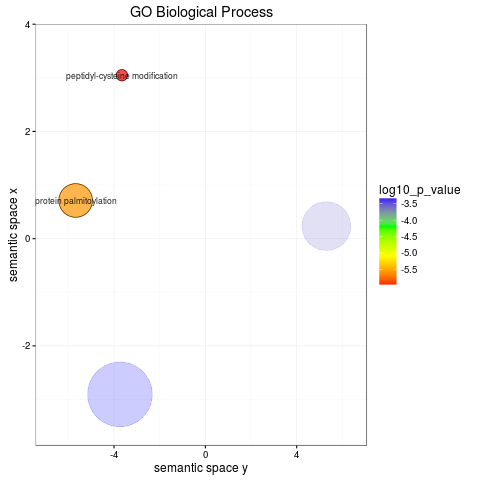 GO Biological Process
4
2
0
-2
semantic space x
peptidyl-cysteine modification
protein palmitoylation
-4
0
4
semantic space y
log10_p_value
-3.5
-4.0
-4.5
-5.0
-5.5